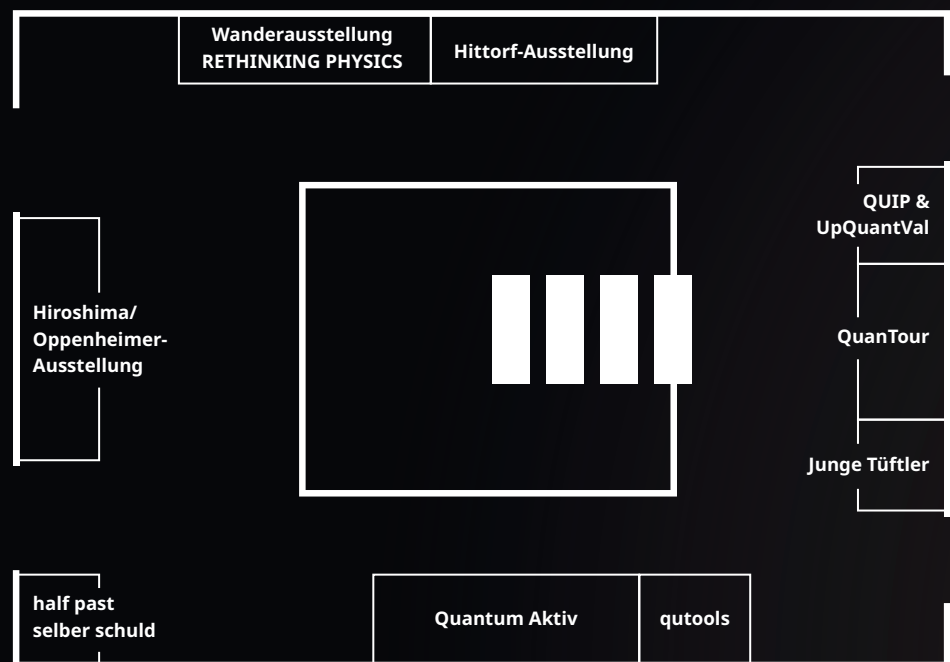 Wanderausstellung
RETHINKING PHYSICS
Hittorf-Ausstellung
QUIP &
UpQuantVal
Hiroshima/
Oppenheimer-
Ausstellung
QuanTour
Junge Tüftler
half past
selber schuld
Quantum Aktiv
qutools